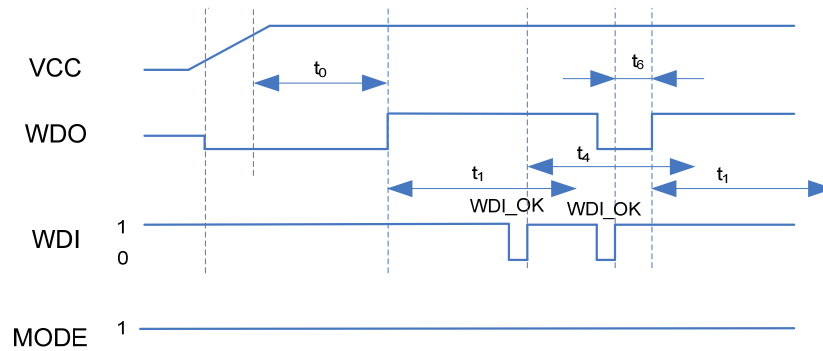 VCC
t0
t6
WDO
t4
t1
t1
WDI_OK
WDI_OK
WDI
1
0
MODE
1